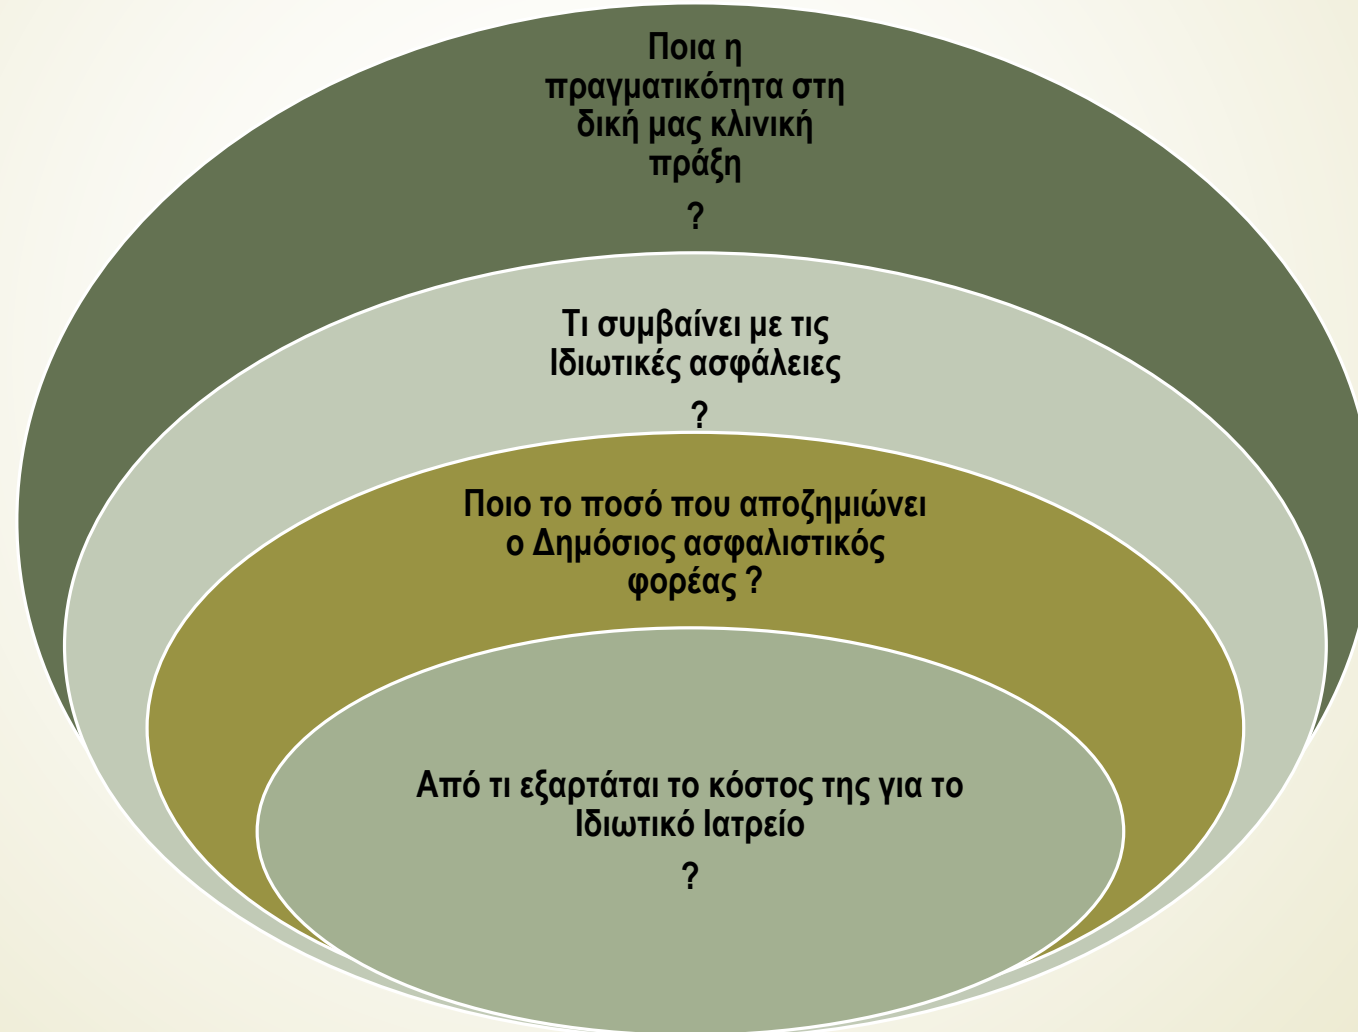 Ποια η
πραγματικότητα στη
δική μας κλινική
πράξη
?
Τι συμβαίνει με τις
Ιδιωτικές ασφάλειες
?
Ποιο το ποσό που αποζημιώνει
ο Δημόσιος ασφαλιστικός
φορέας ?
Από τι εξαρτάται το κόστος της για το
Ιδιωτικό Ιατρείο
?